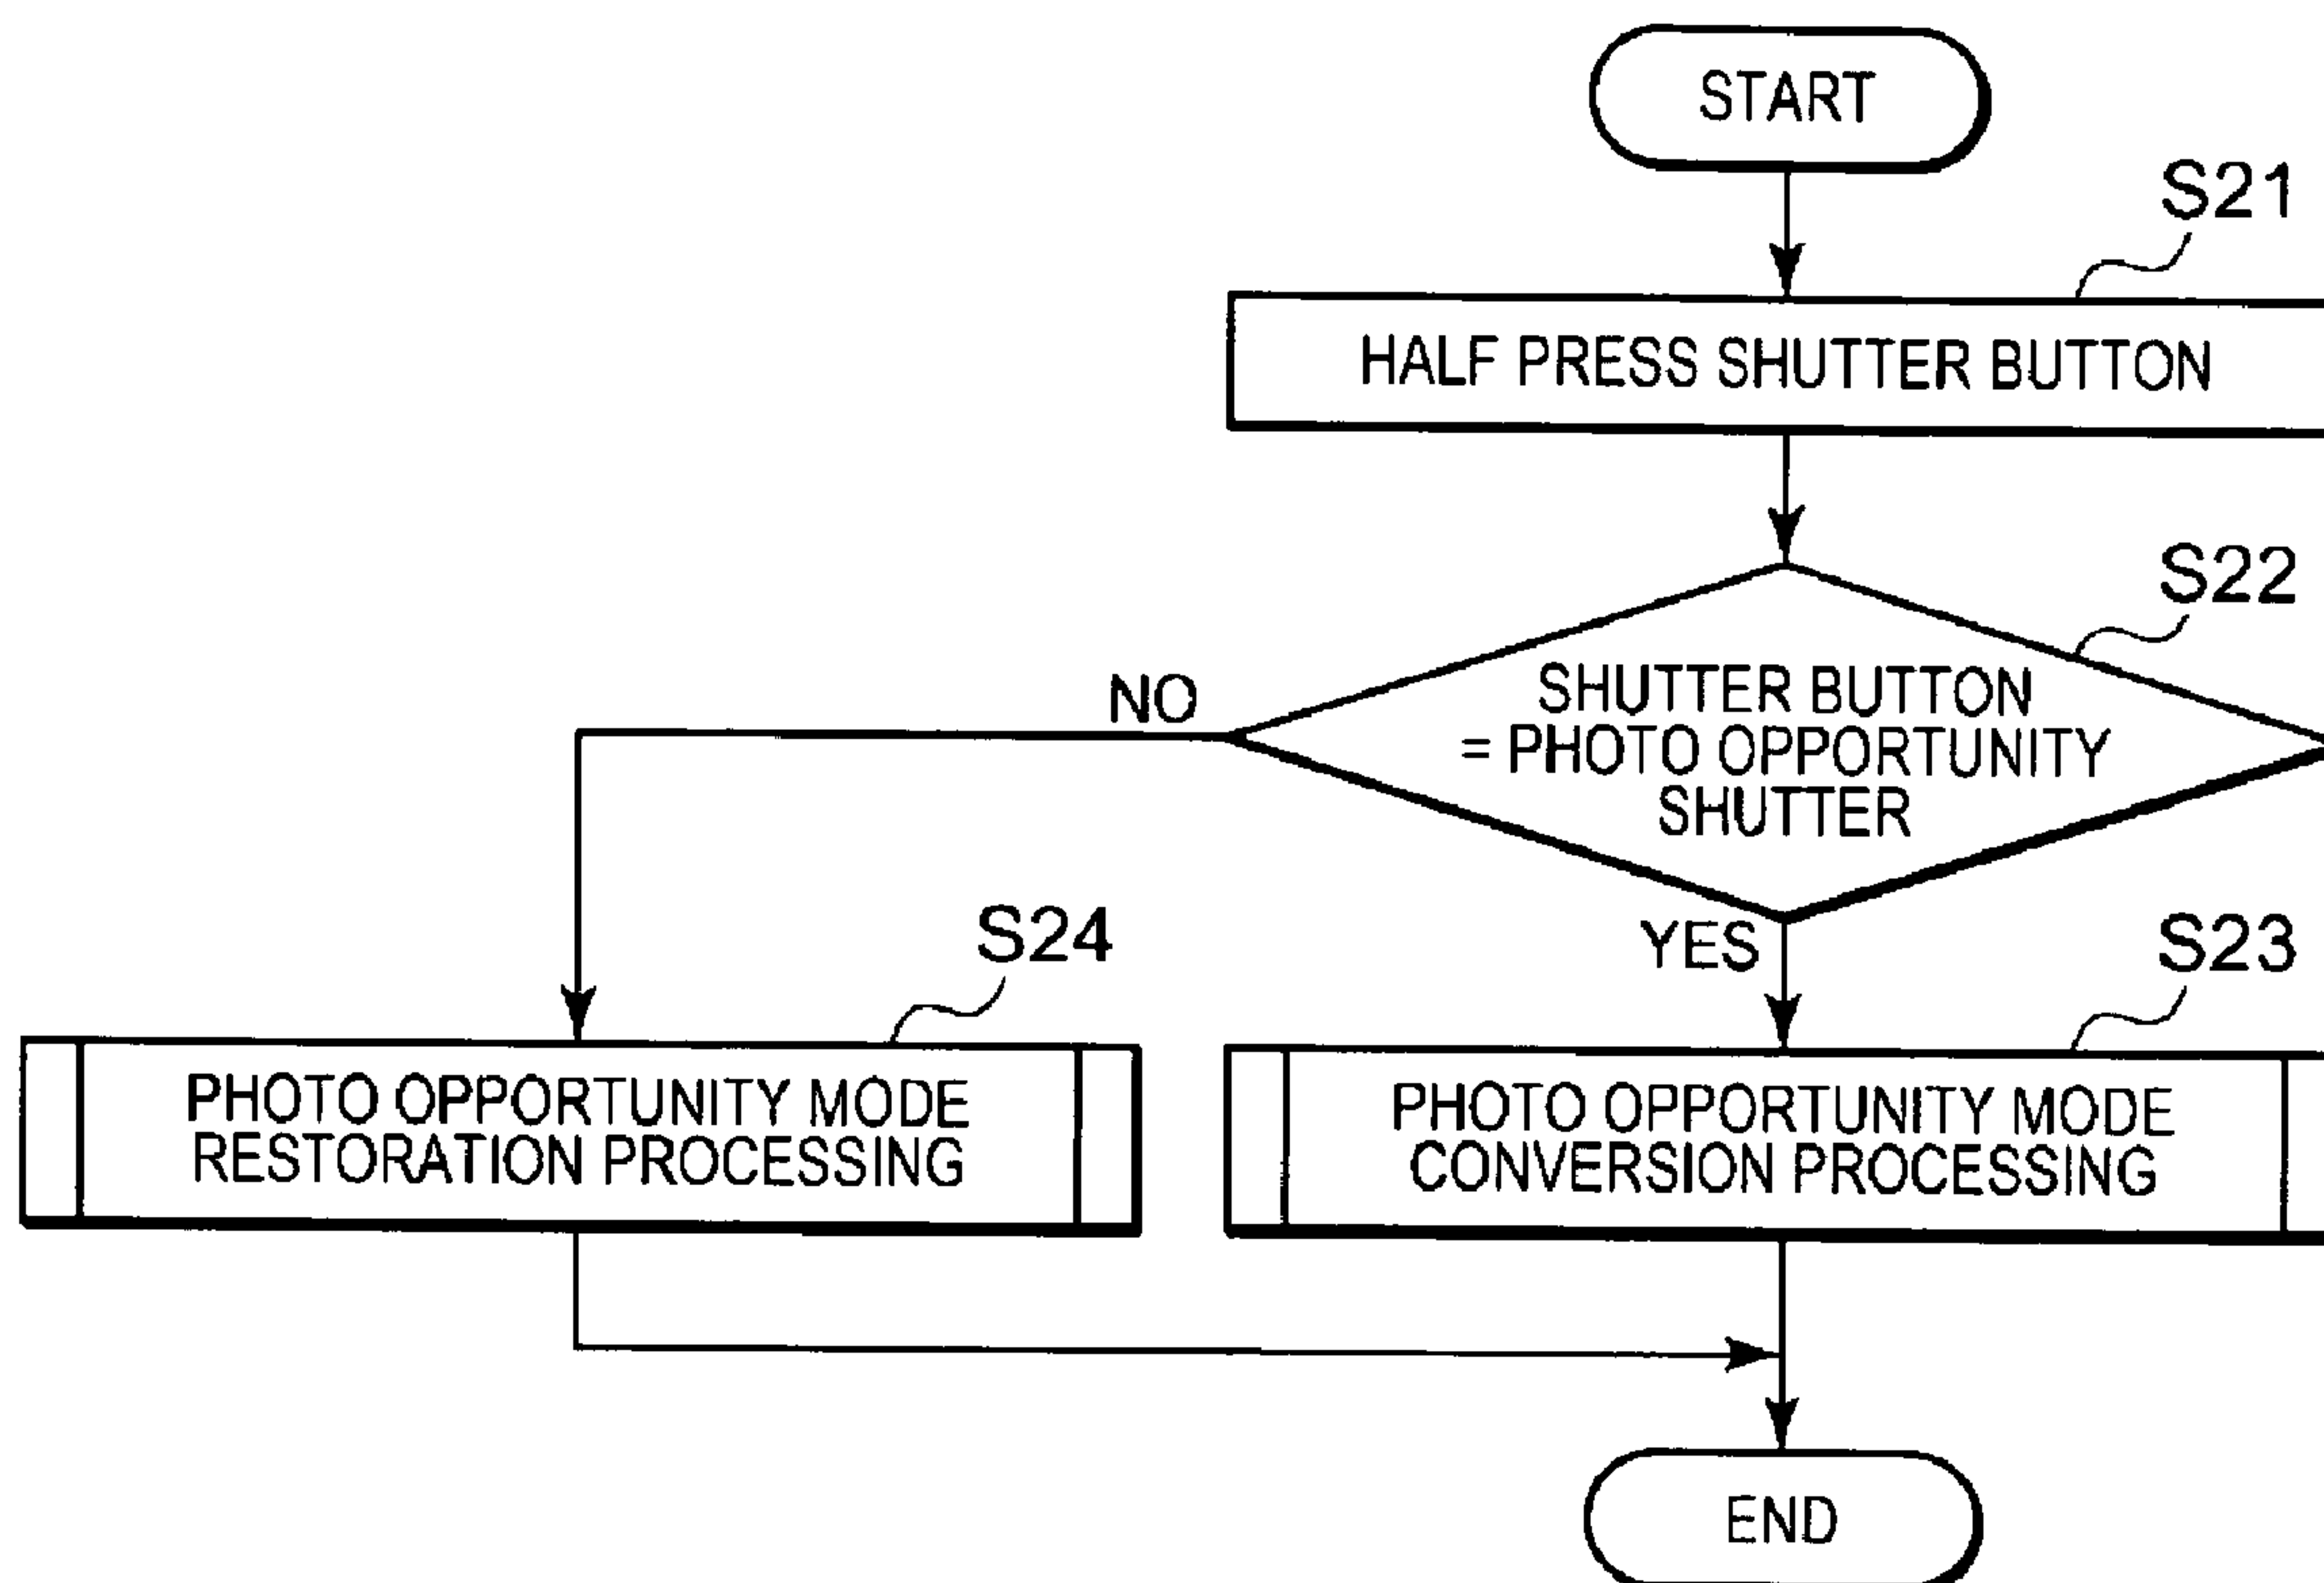 START
S21
HALF PRESS SHUTTER BUTTON
S22
SHUTTER BUTTON
= PHOTO OPPORTUNITY
SHUTTER
NO
YES
S24
S23
PHOTO OPPORTUNITY MODE
RESTORATION PROCESSING
PHOTO OPPORTUNITY MODE
CONVERSION PROCESSING
END